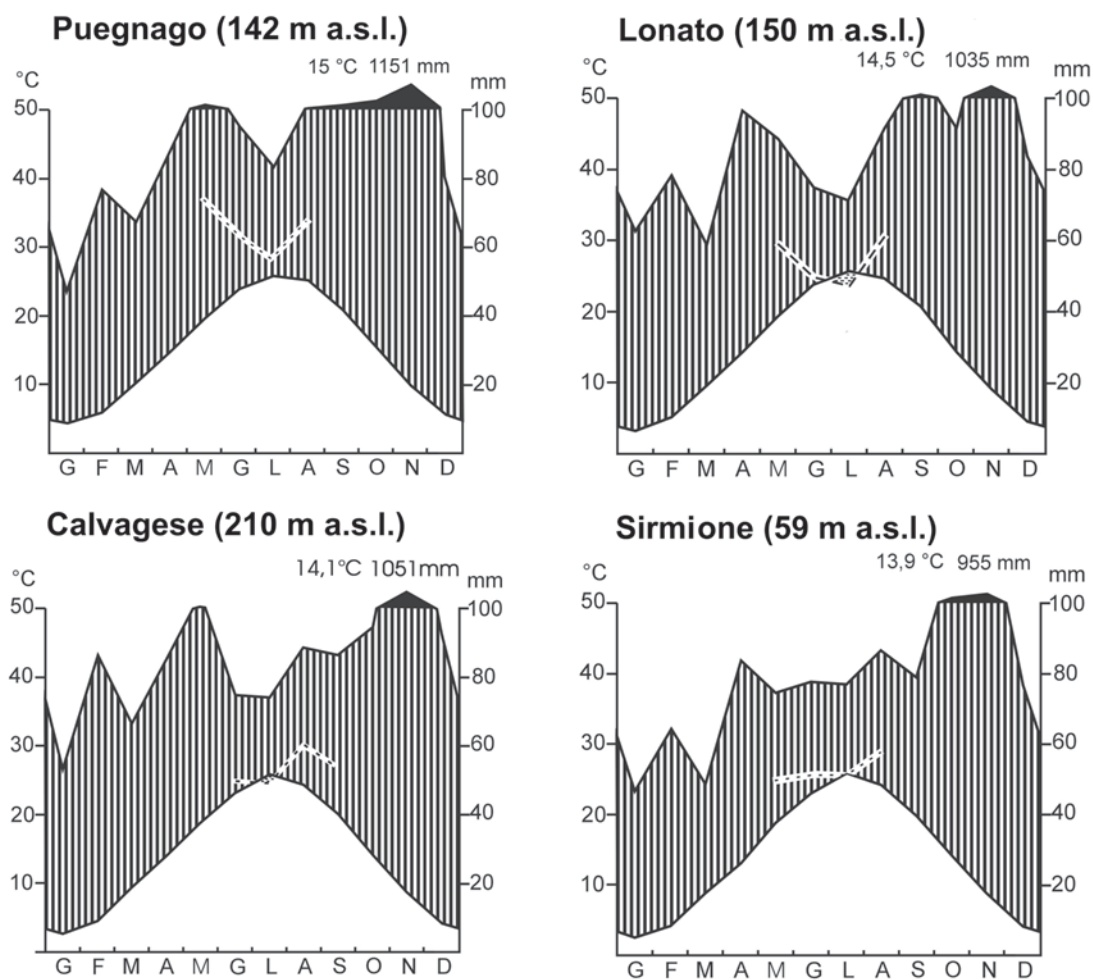 Puegnago (142 m a.s.l.)
15 °C 1151 mm
°C
mm
50
100
40
80
30
60
20
40
10
20
G F M A M G L A S O N D
Lonato (150 m a.s.l.)
14,5 °C 1035 mm
°C
mm
50
100
40
80
30
60
20
40
10
20
G F M A M G L A S O N D
Calvagese (210 m a.s.l.)
14,1°C 1051mm
°C
mm
50
100
40
80
30
60
20
40
10
20
G F M A M G L A S O N D
Sirmione (59 m a.s.l.)
13,9 °C 955 mm
°C
mm
50
100
40
80
30
60
20
40
10
20
G F M A M G L A S O N D